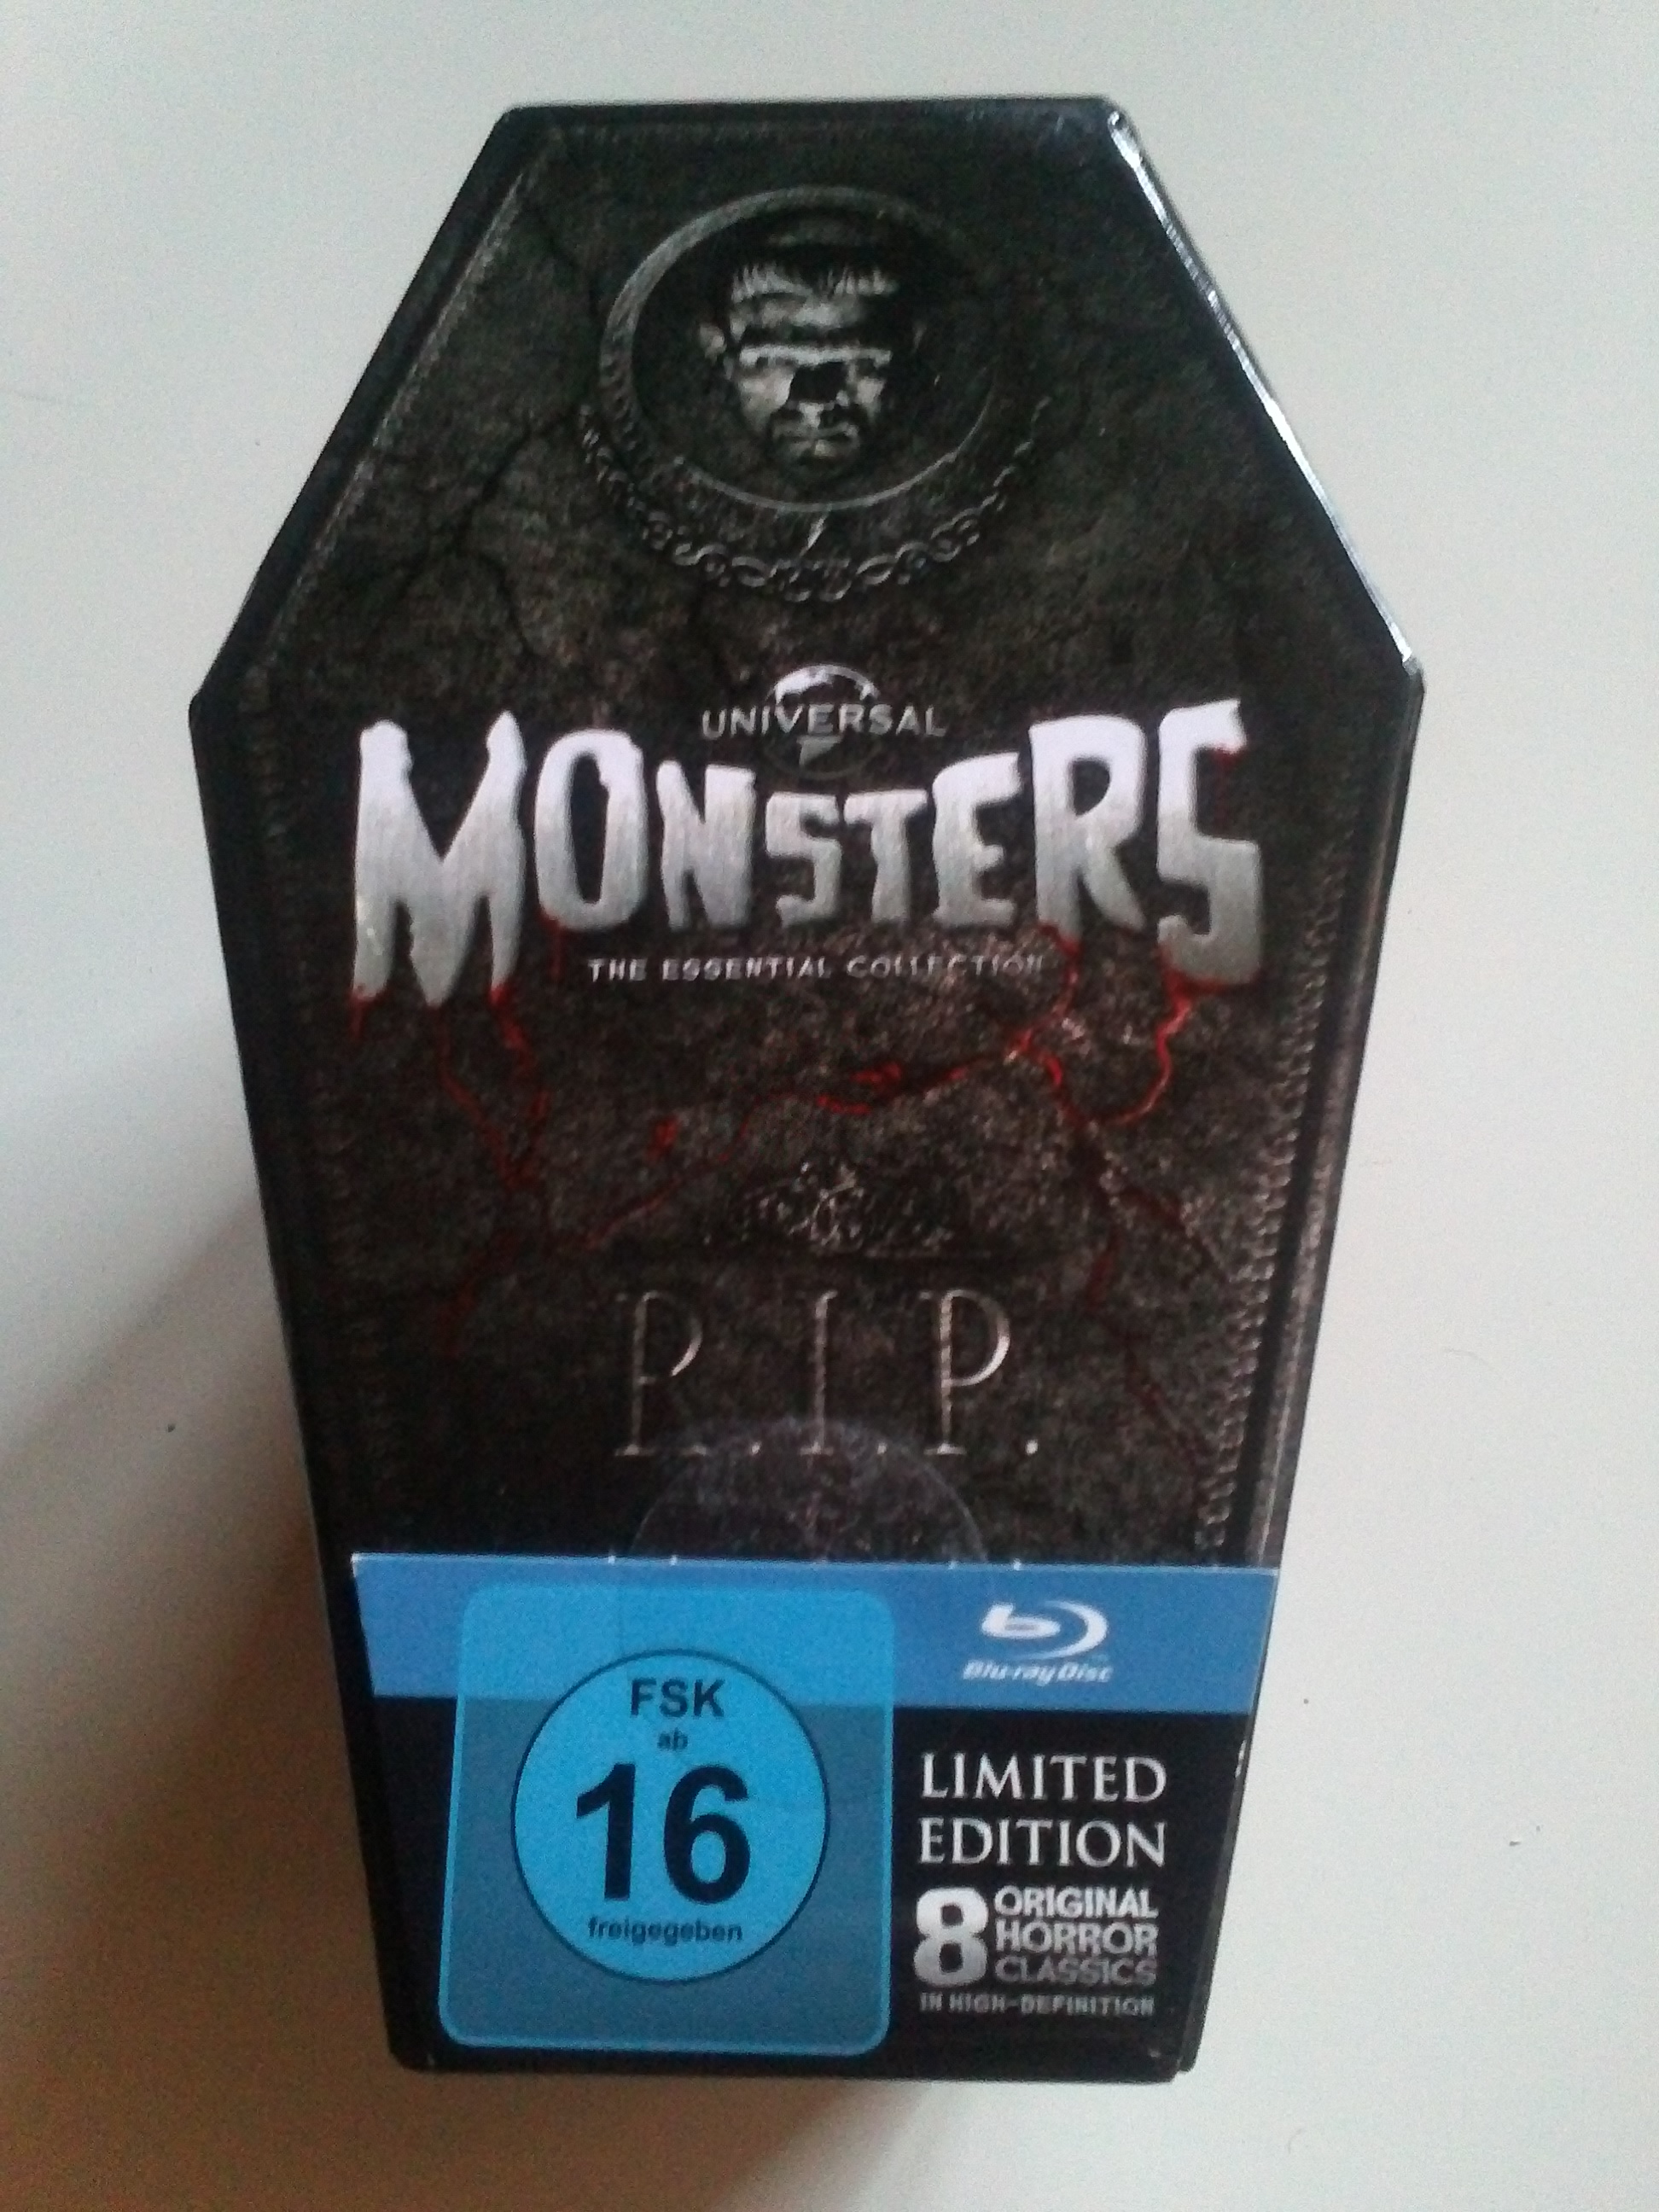 UNIVERSAL
MONSTERS
THE ESSENTIAL COLLECTION
R.I.P.
Blu-ray Disc
FSK
ab
16
freigegeben
LIMITED
EDITION
8 ORIGINAL
HORROR
CLASSICS
IN HIGH-DEFINITION